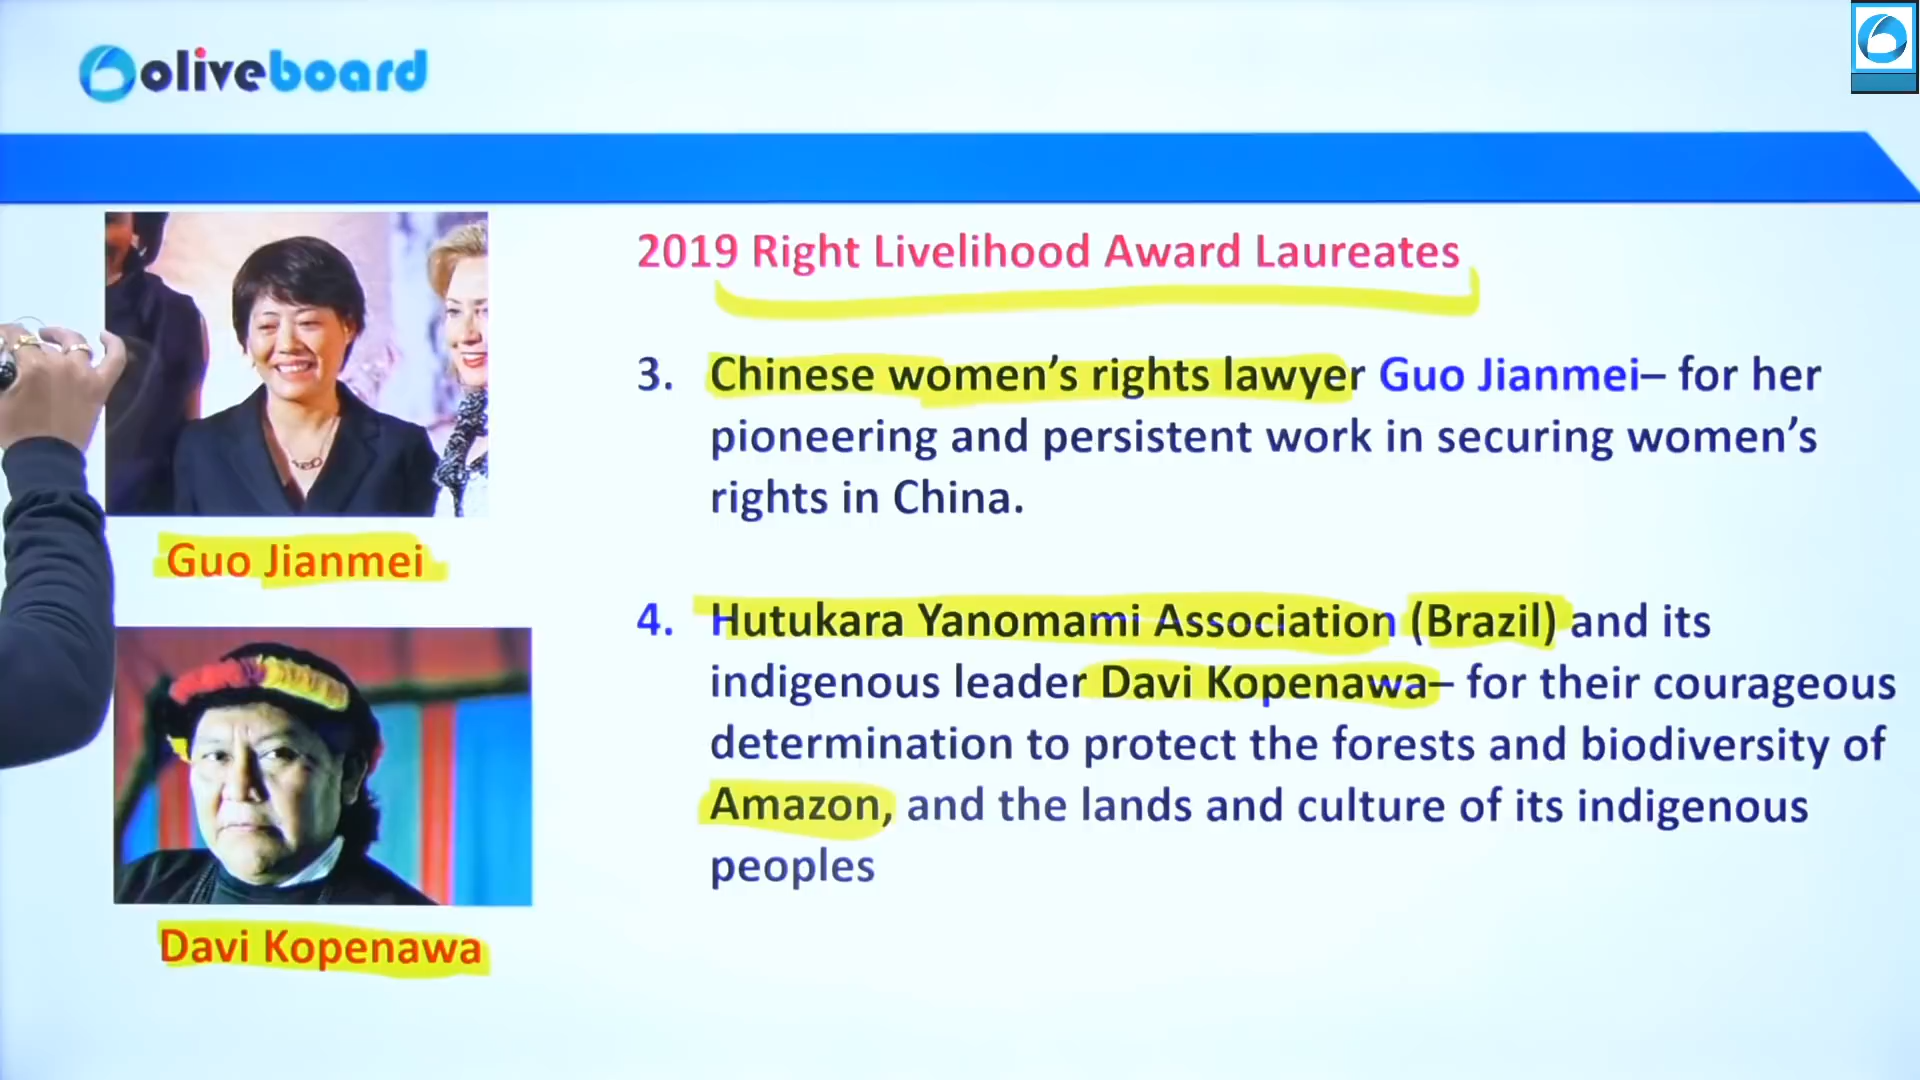 oliveboard
2019 Right Livelihood Award Laureates
3. Chinese women's rights lawyer Guo Jianmei– for her
pioneering and persistent work in securing women's
rights in China.
Guo Jianmei
4. Hutukara Yanomami Association (Brazil) and its
indigenous leader Davi Kopenawa– for their courageous
determination to protect the forests and biodiversity of
Amazon, and the lands and culture of its indigenous
peoples
Davi Kopenawa